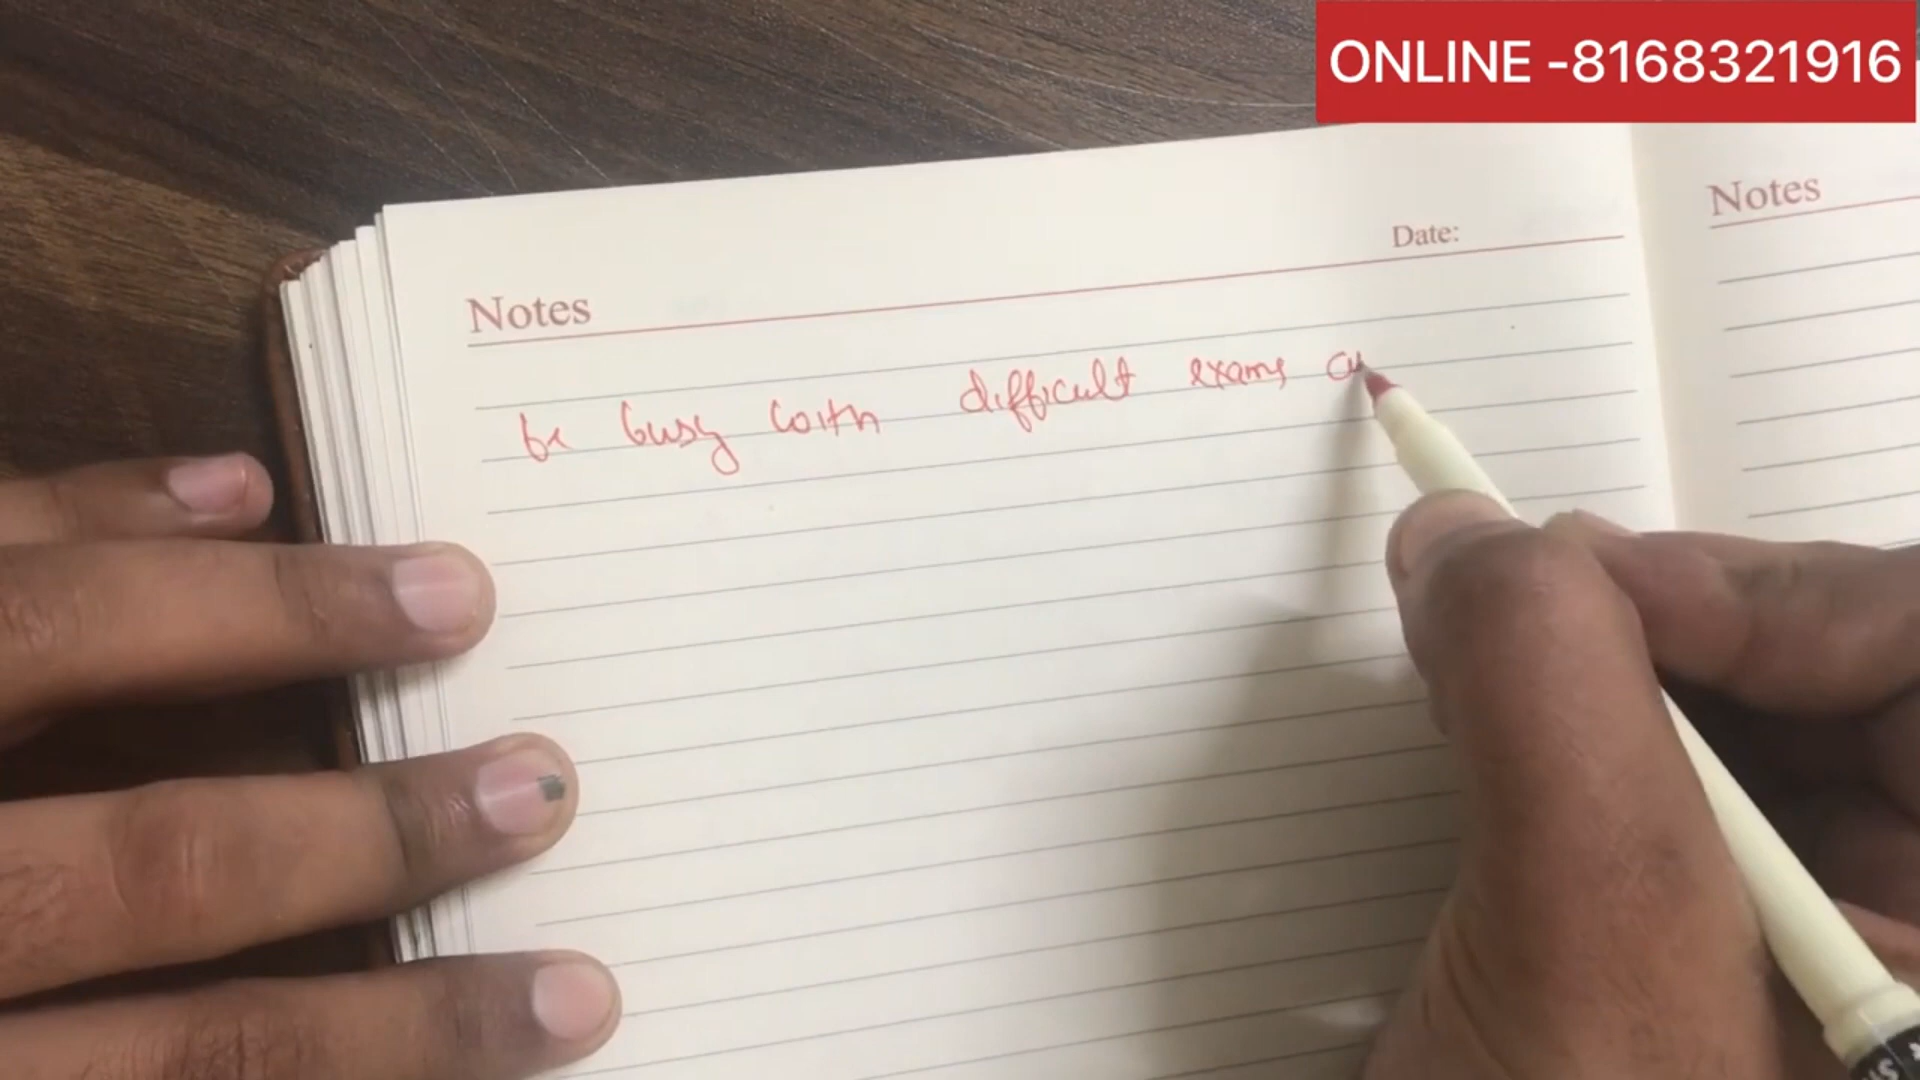 ONLINE -8168321916
Notes
Date:
Notes
be busy with difficult exams